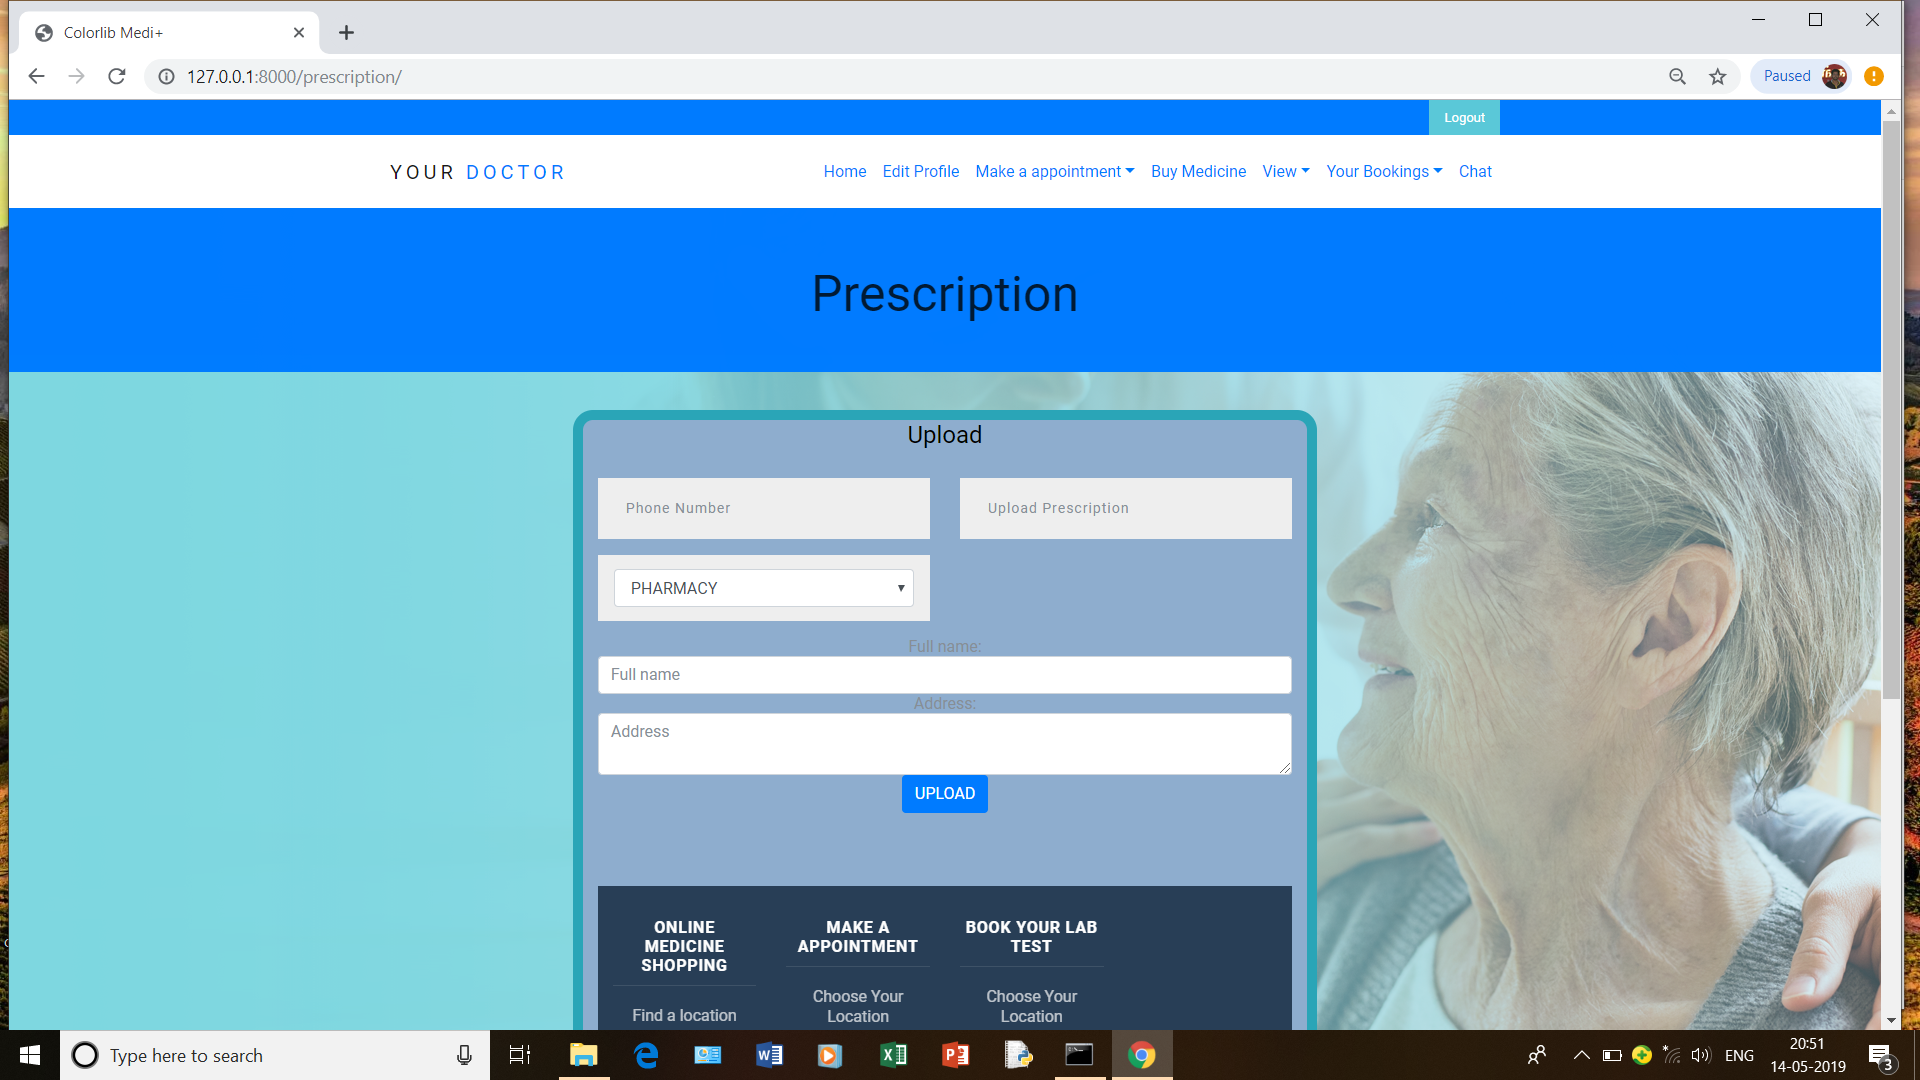 Colorlib Medi+
127.0.0.1:8000/prescription/
Paused
Logout
YOUR DOCTOR
Home Edit Profile Make a appointment Buy Medicine View Your Bookings Chat
Prescription
Upload
Phone Number
Upload Prescription
PHARMACY
Full name:
Full name
Address:
Address
UPLOAD
ONLINE
MEDICINE
SHOPPING
Find a location
MAKE A
APPOINTMENT
Choose Your
Location
BOOK YOUR LAB
TEST
Choose Your
Location
Type here to search
ENG
20:51
14-05-2019
3